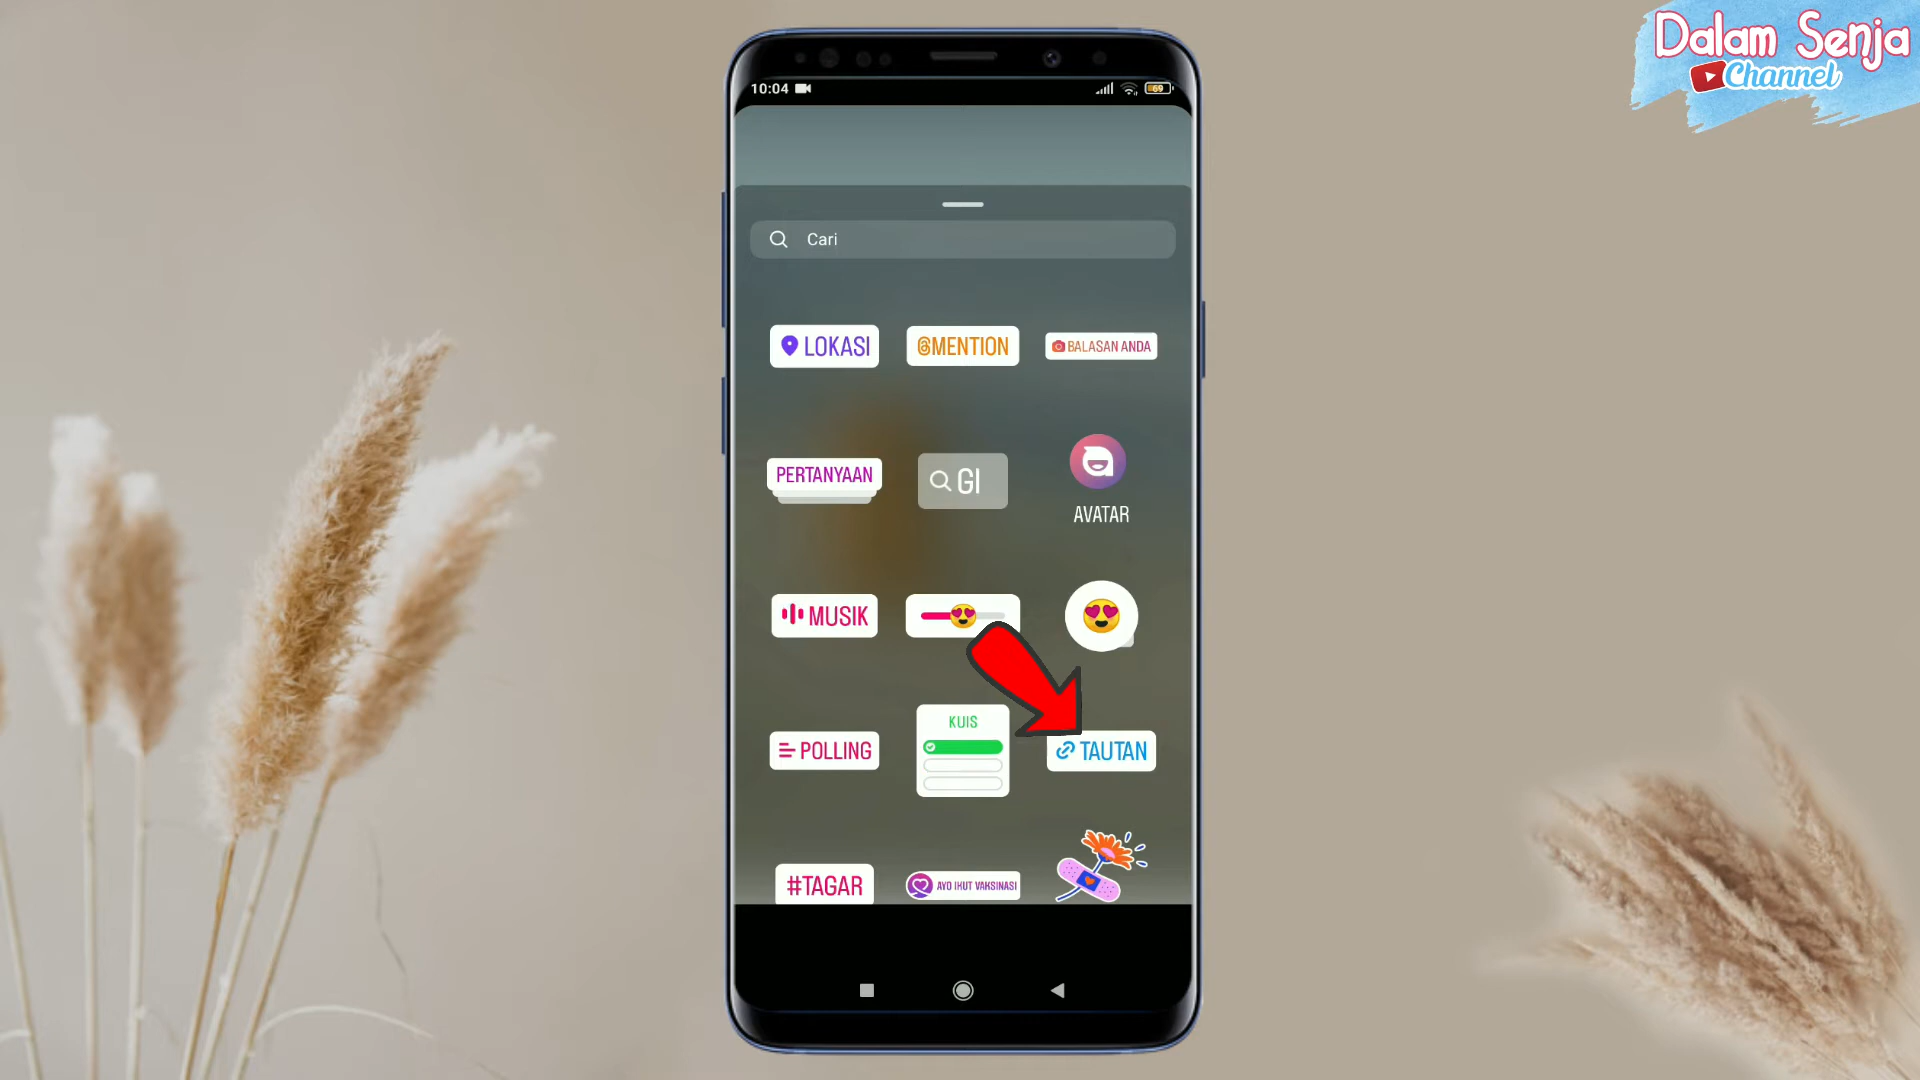 Dalam Senja
Channel
10:04
69
Cari
LOKASI
@MENTION
BALASAN ANDA
PERTANYAAN
GI
AVATAR
MUSIK
POLLING
KUIS
TAUTAN
#TAGAR
AYO IKUT VAKSINASI